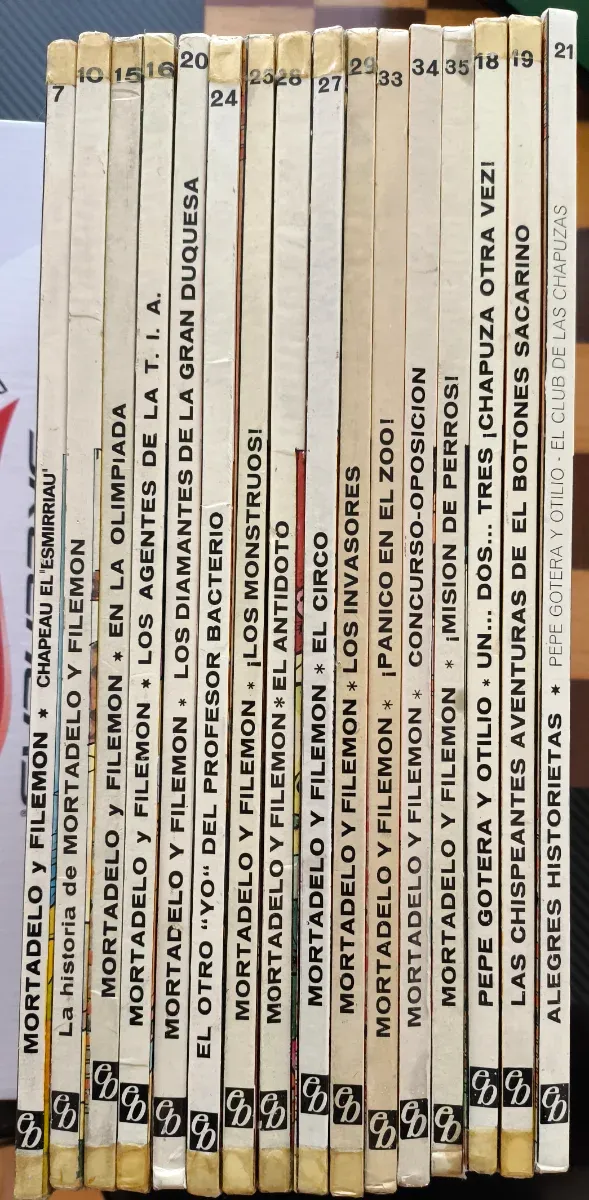 7 MORTADELO y FILEMON * CHAPEAU EL "ESMIRRIAU"
10 La historia de MORTADELO Y FILEMON
15 MORTADELO y FILEMON * EN LA OLIMPIADA
16 MORTADELO y FILEMON * LOS AGENTES DE LA T. I. A.
20 MORTADELO Y FILEMON * LOS DIAMANTES DE LA GRAN DUQUESA
24 EL OTRO "YO" DEL PROFESOR BACTERIO
25 MORTADELO Y FILEMON * ¡LOS MONSTRUOS!
26 MORTADELO Y FILEMON * EL ANTIDOTO
27 MORTADELO Y FILEMON * EL CIRCO
29 MORTADELO Y FILEMON * LOS INVASORES
33 MORTADELO Y FILEMON * ¡PANICO EN EL ZOO!
34 MORTADELO Y FILEMON * CONCURSO-OPOSICION
35 MORTADELO Y FILEMON * ¡MISION DE PERROS!
18 PEPE GOTERA Y OTILIO * UN... DOS... TRES ¡CHAPUZA OTRA VEZ!
19 LAS CHISPEANTES AVENTURAS DE EL BOTONES SACARINO
21 ALEGRES HISTORIETAS * PEPE GOTERA Y OTILIO - EL CLUB DE LAS CHAPUZAS